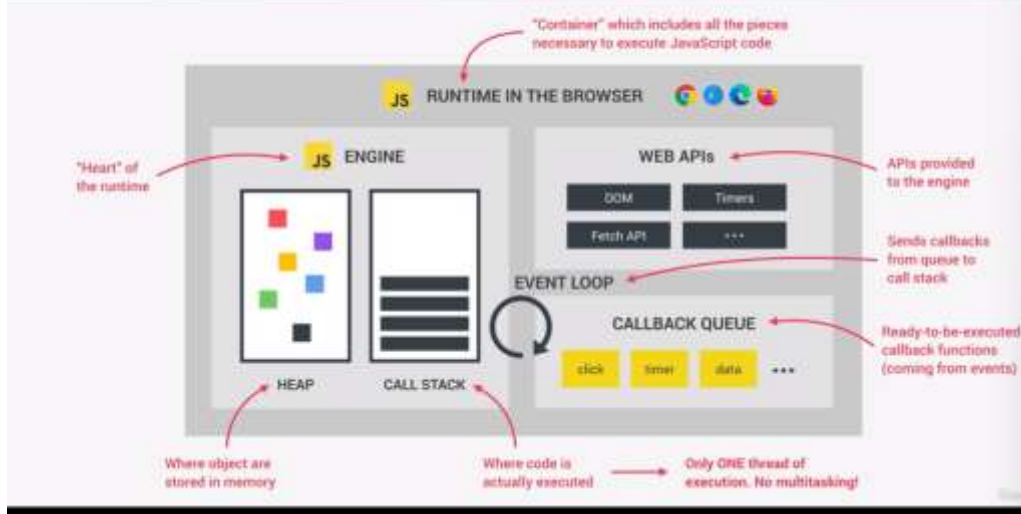 "Container" which includes all the pieces
necessary to execute JavaScript code
JS RUNTIME IN THE BROWSER
"Heart" of
the runtime
JS ENGINE
WEB APIs
APIs provided
to the engine
DOM
Timers
Fetch API
•••
Sends callbacks
from queue to
call stack
EVENT LOOP
CALLBACK QUEUE
Ready-to-be-executed
callback functions
(coming from events)
click
timer
data
•••
HEAP
CALL STACK
Where object are
stored in memory
Where code is
actually executed
Only ONE thread of
execution. No multitasking!